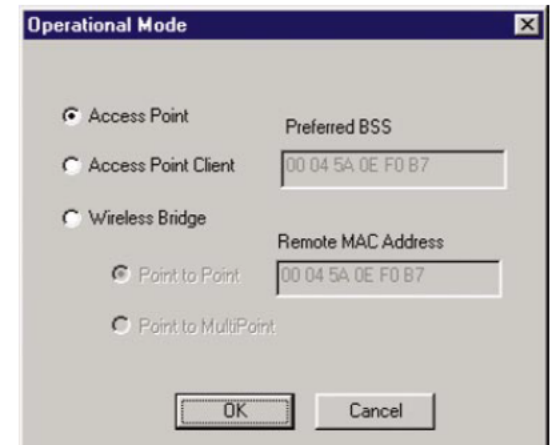 Operational Mode
Access Point
Preferred BSS
Access Point Client
00 04 5A 0E F0 B7
Wireless Bridge
Remote MAC Address
Point to Point
00 04 5A 0E F0 B7
Point to MultiPoint
OK
Cancel